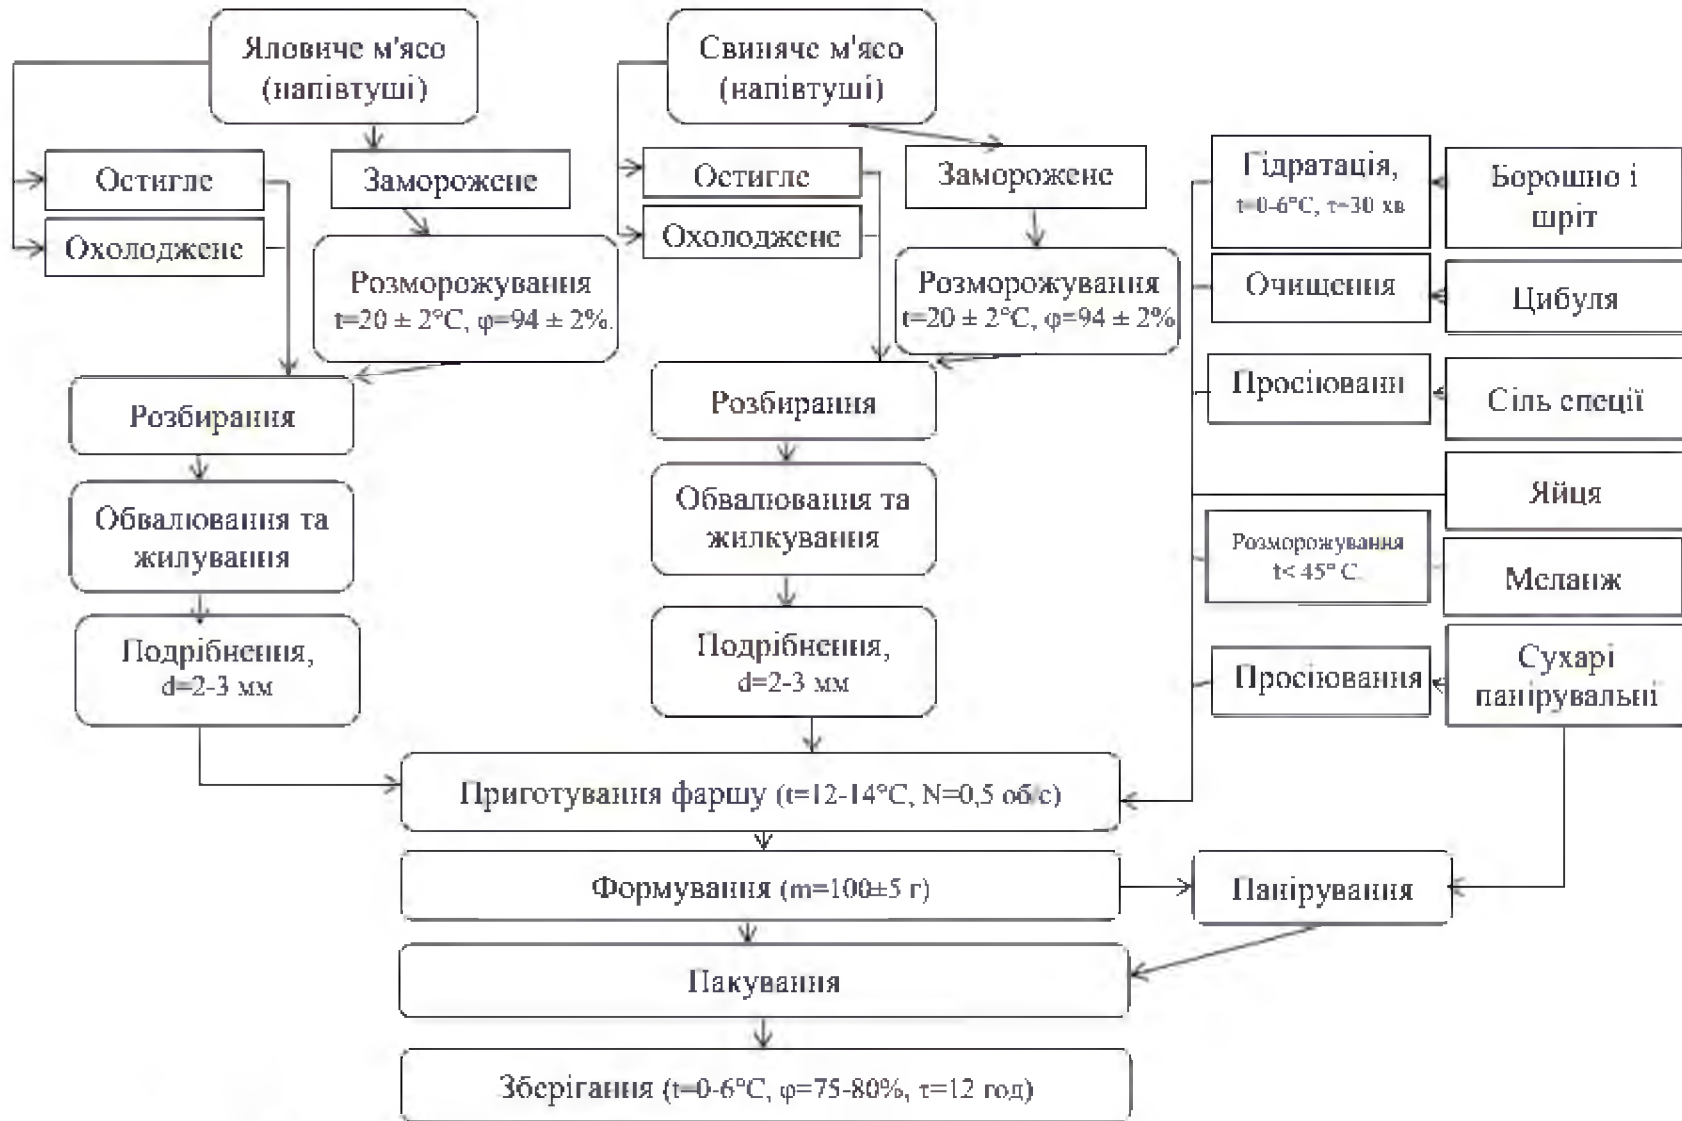 Яловиче м'ясо
(напівтуші)
Свиняче м'ясо
(напівтуші)
Остигле
Охолоджене
Заморожене
Розморожування
t=20 ± 2°C, φ=94 ± 2%.
Остигле
Охолоджене
Заморожене
Розморожування
t=20 ± 2°C, φ=94 ± 2%
Гідратація,
t=0-6°C, τ=30 хв
Борошно і
шріт
Очищення
Цибуля
Просіюванн
Сіль спеції
Яйця
Розморожування
t< 45° C.
Меланж
Просіювання
Сухарі
панірувальні
Розбирання
Обвалювання та
жилування
Подрібнення,
d=2-3 мм
Розбирання
Обвалювання та
жилкування
Подрібнення,
d=2-3 мм
Приготування фаршу (t=12-14°C, N=0,5 об/с)
Формування (m=100±5 г)
Панірування
Пакування
Зберігання (t=0-6°C, φ=75-80%, τ=12 год)